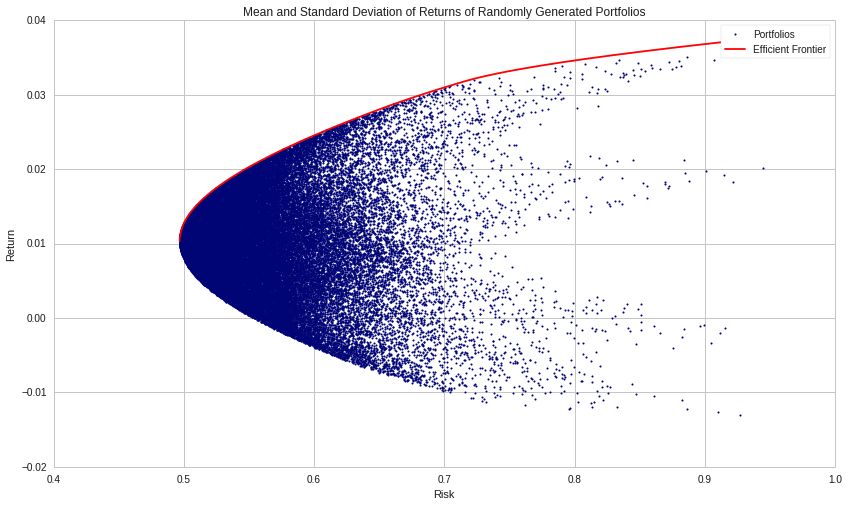 Mean and Standard Deviation of Returns of Randomly Generated Portfolios
Portfolios
Efficient Frontier
Return
0.04
0.03
0.02
0.01
0.00
−0.01
−0.02
0.4 0.5 0.6 0.7 0.8 0.9 1.0
Risk